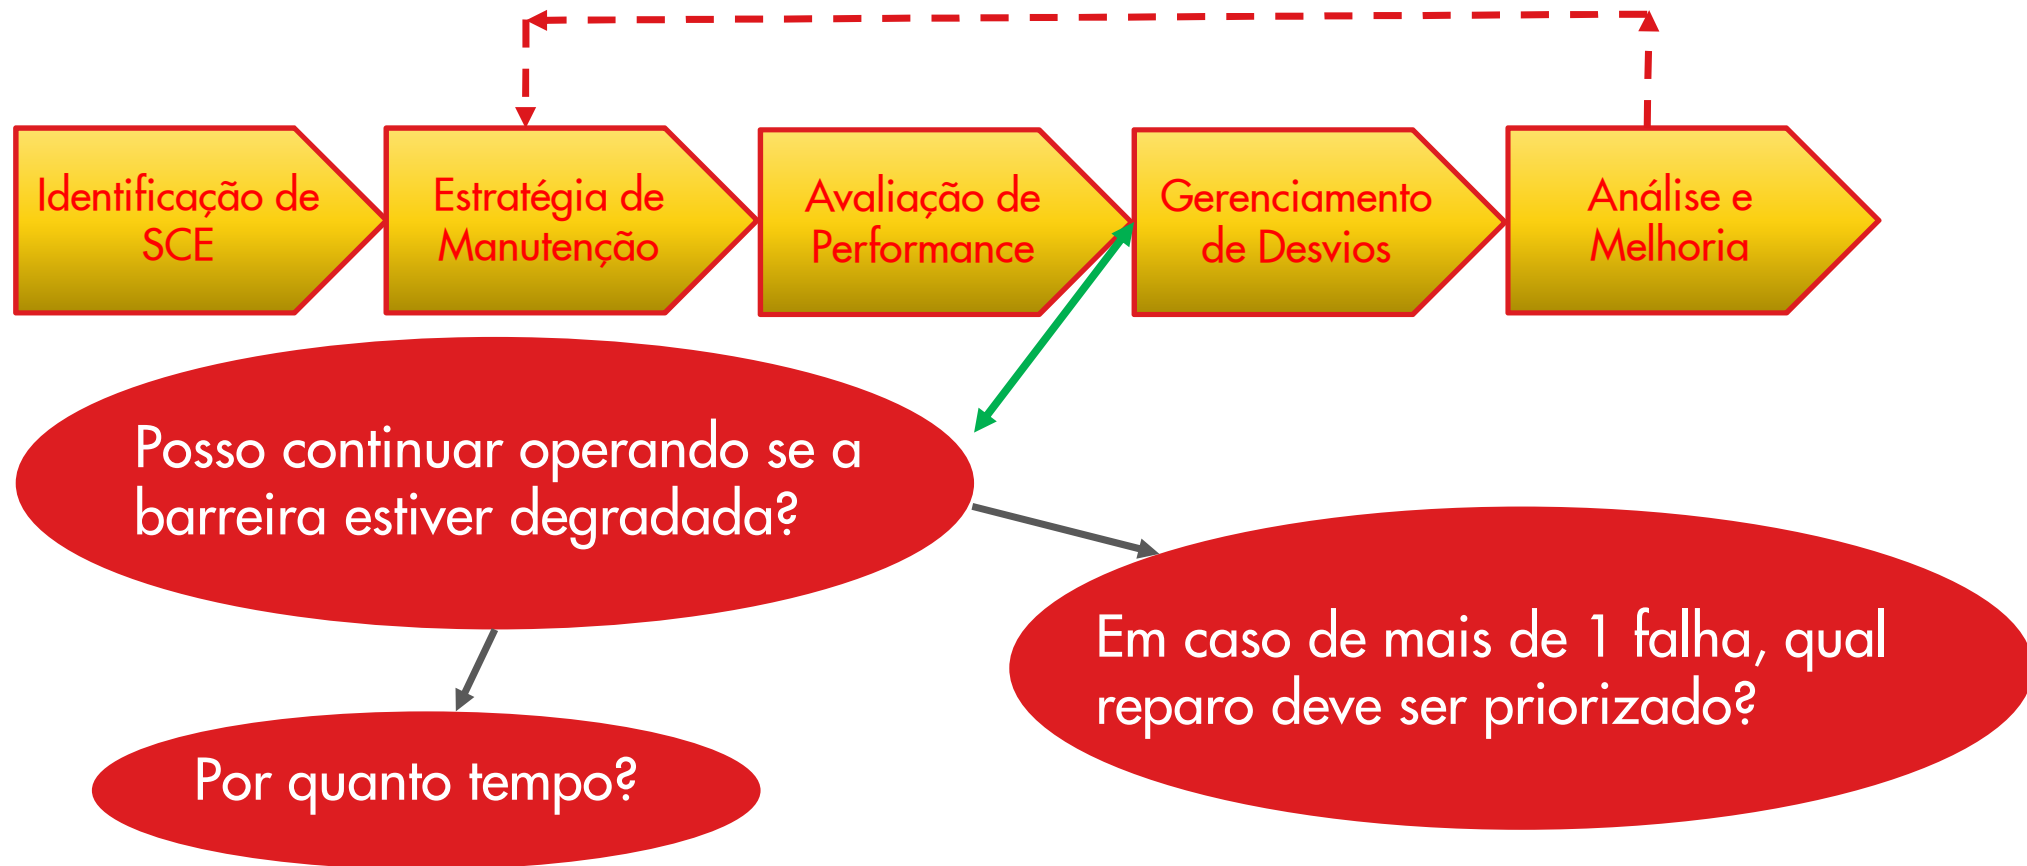 Identificação de
SCE
Estratégia de
Manutenção
Avaliação de
Performance
Gerenciamento
de Desvios
Análise e
Melhoria
Posso continuar operando se a
barreira estiver degradada?
Em caso de mais de 1 falha, qual
reparo deve ser priorizado?
Por quanto tempo?